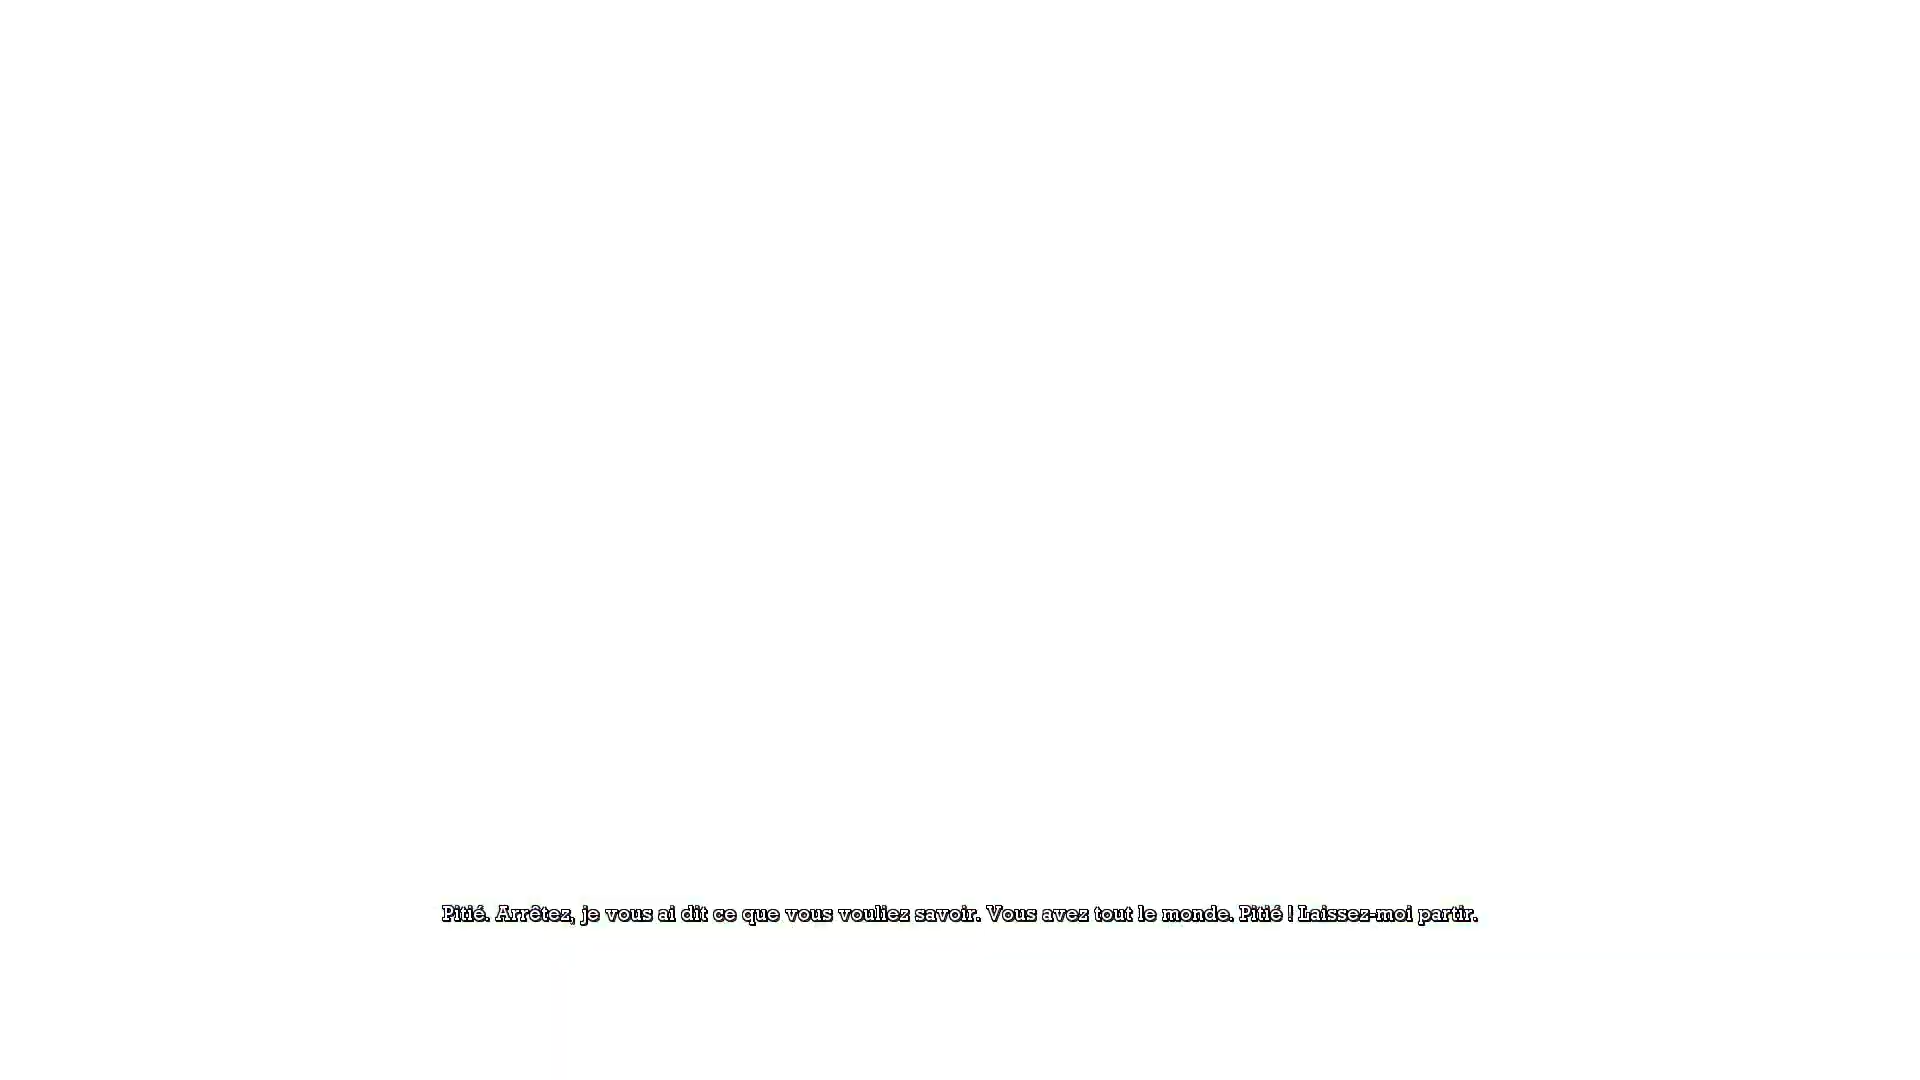 Pitié. Arrêtez, je vous ai dit ce que vous vouliez savoir. Vous avez tout le monde. Pitié ! Laissez-moi partir.